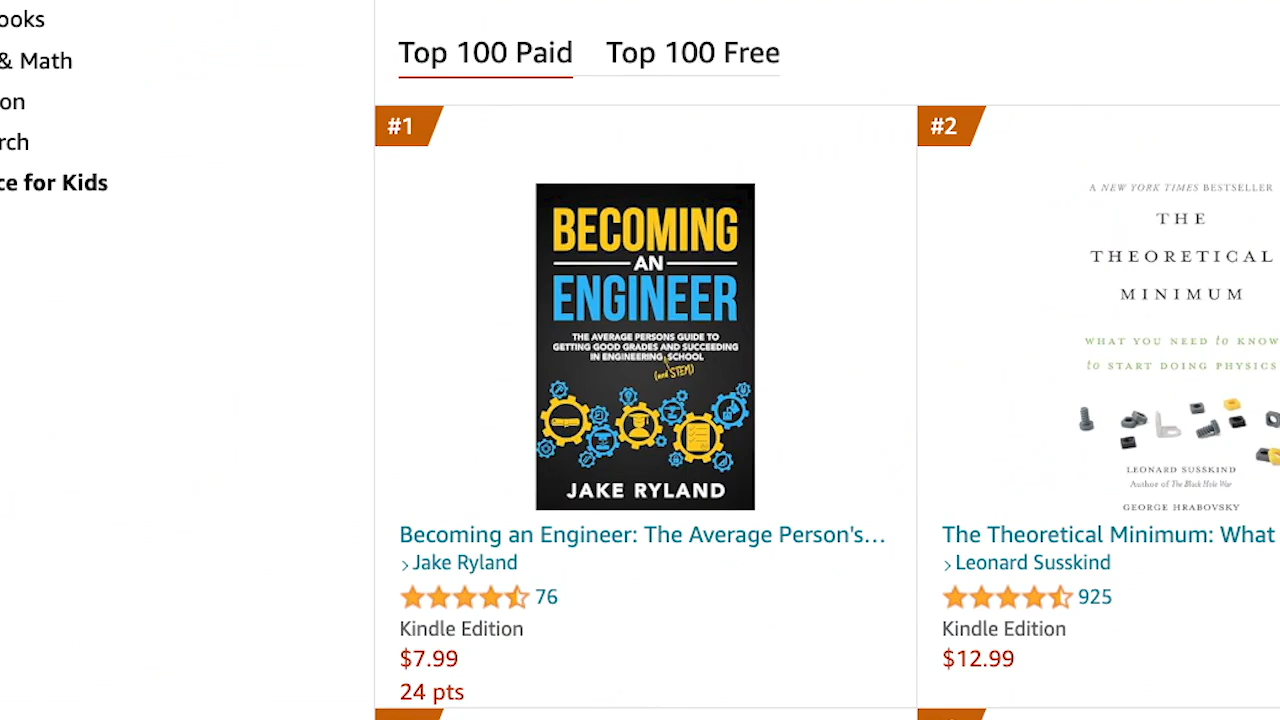 ooks
& Math
on
rch
ce for Kids
Top 100 Paid Top 100 Free
#1
BECOMING
AN
ENGINEER
THE AVERAGE PERSONS GUIDE TO
GETTING GOOD GRADES AND SUCCEEDING
IN ENGINEERING SCHOOL
(and STEM)
JAKE RYLAND
Becoming an Engineer: The Average Person's...
› Jake Ryland
76
Kindle Edition
$7.99
24 pts
#2
A NEW YORK TIMES BESTSELLER
THE
THEORETICAL
MINIMUM
WHAT YOU NEED to KNOW
to START DOING PHYSICS
LEONARD SUSSKIND
Author of The Black Hole War
GEORGE HRABOVSKY
The Theoretical Minimum: What
› Leonard Susskind
925
Kindle Edition
$12.99